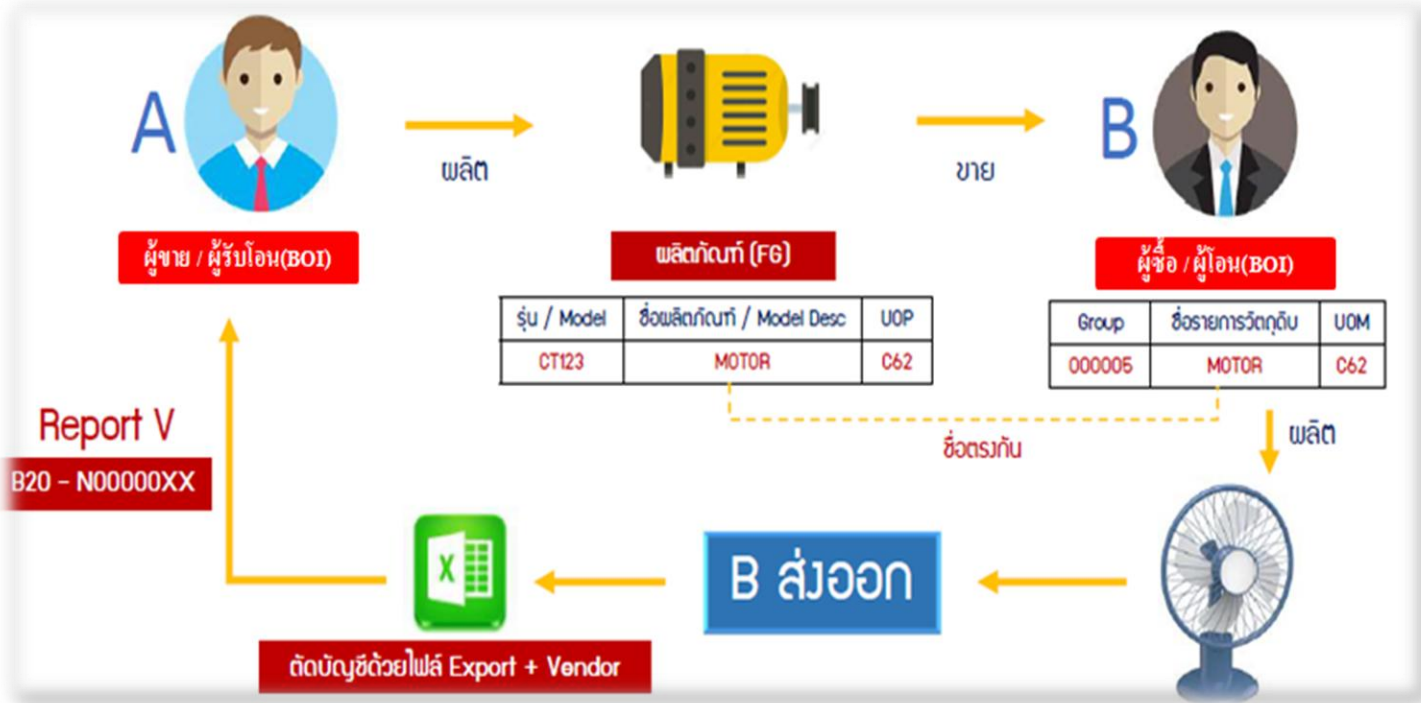 A
ผลิต
ขาย
B
ผู้ขาย / ผู้รับโอน(BOI)
ผลิตภัณฑ์ (FG)
ผู้ซื้อ / ผู้โอน(BOI)
รุ่น / Model ชื่อผลิตภัณฑ์ / Model Desc UOP
CT123 MOTOR C62
Group ชื่อรายการวัตถุดิบ UOM
000005 MOTOR C62
ชื่อตรงกัน
ผลิต
Report V
B20 - N00000XX
X
B ส่งออก
ตัดบัญชีด้วยไฟล์ Export + Vendor